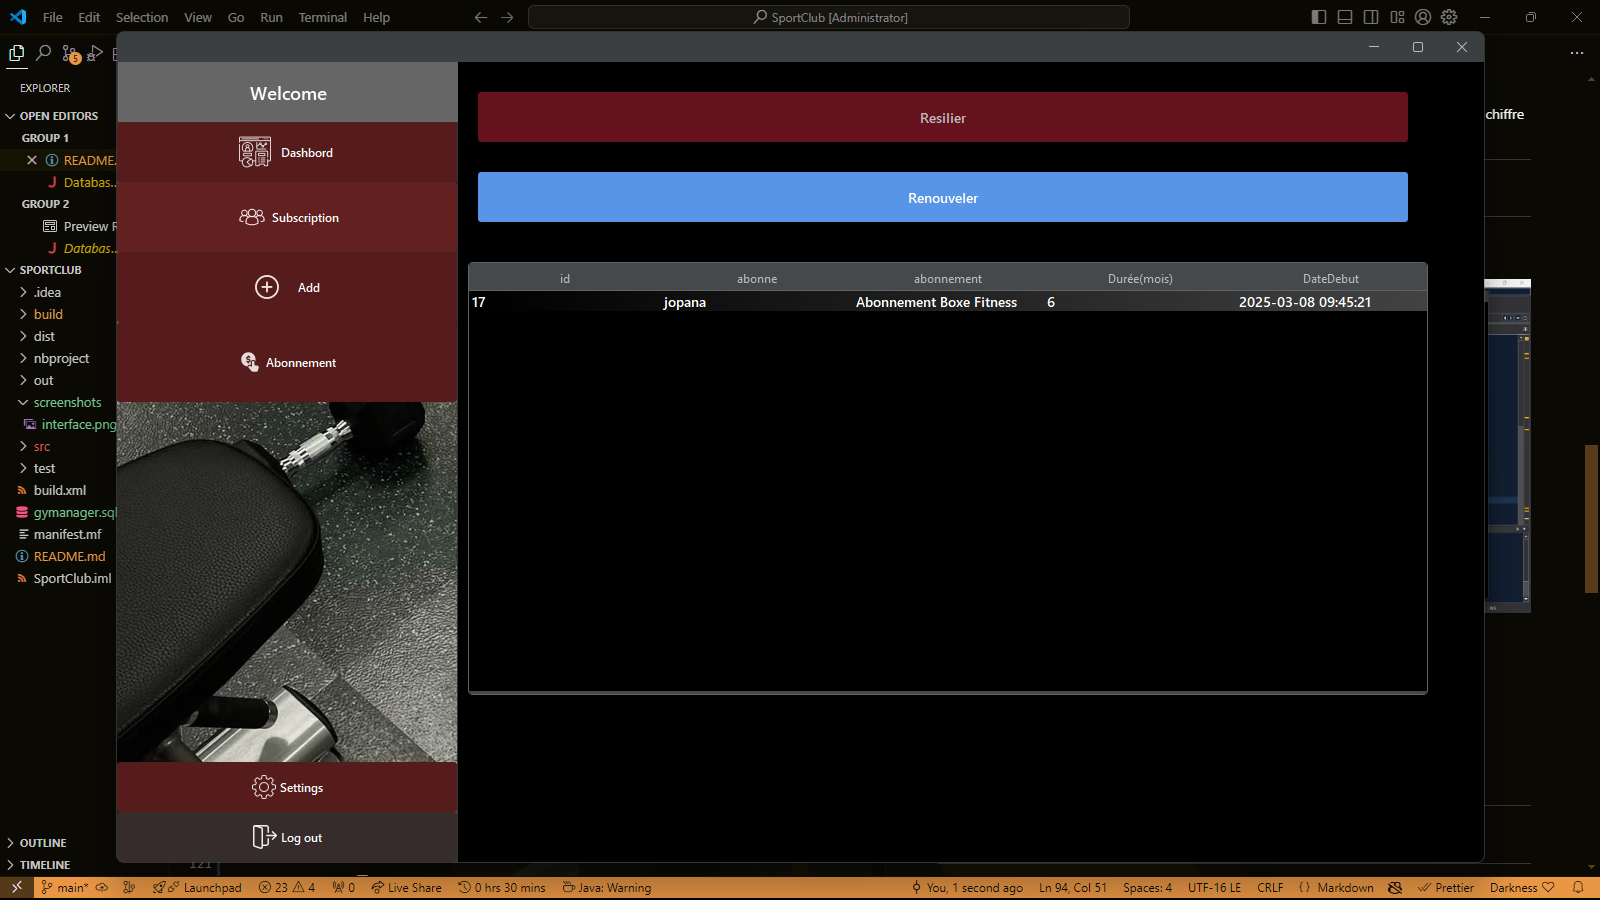 File Edit Selection View Go Run Terminal Help
SportClub [Administrator]
5
EXPLORER
OPEN EDITORS
GROUP 1
README.
Databas...
GROUP 2
Preview R
Databas...
SPORTCLUB
.idea
build
dist
nbproject
out
screenshots
interface.png
src
test
build.xml
gymanager.sql
manifest.mf
README.md
SportClub.iml
OUTLINE
TIMELINE
Welcome
Dashbord
Subscription
Add
Abonnement
Settings
Log out
Resilier
Renouveler
id abonne abonnement Durée(mois) DateDebut
17 jopana Abonnement Boxe Fitness 6 2025-03-08 09:45:21
chiffre
121
main* Launchpad 23 4 0 Live Share 0 hrs 30 mins Java: Warning You, 1 second ago Ln 94, Col 51 Spaces: 4 UTF-16 LE CRLF {} Markdown Prettier Darkness